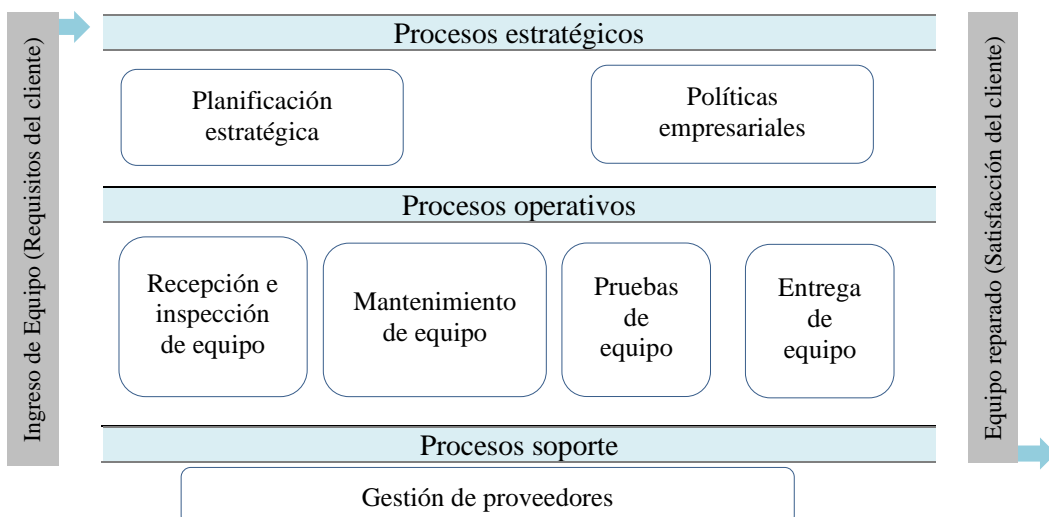 Ingreso de Equipo (Requisitos del cliente)
Procesos estratégicos
Planificación
estratégica
Políticas
empresariales
Procesos operativos
Recepción e
inspección
de equipo
Mantenimiento
de equipo
Pruebas
de
equipo
Entrega
de
equipo
Procesos soporte
Gestión de proveedores
Equipo reparado (Satisfacción del cliente)